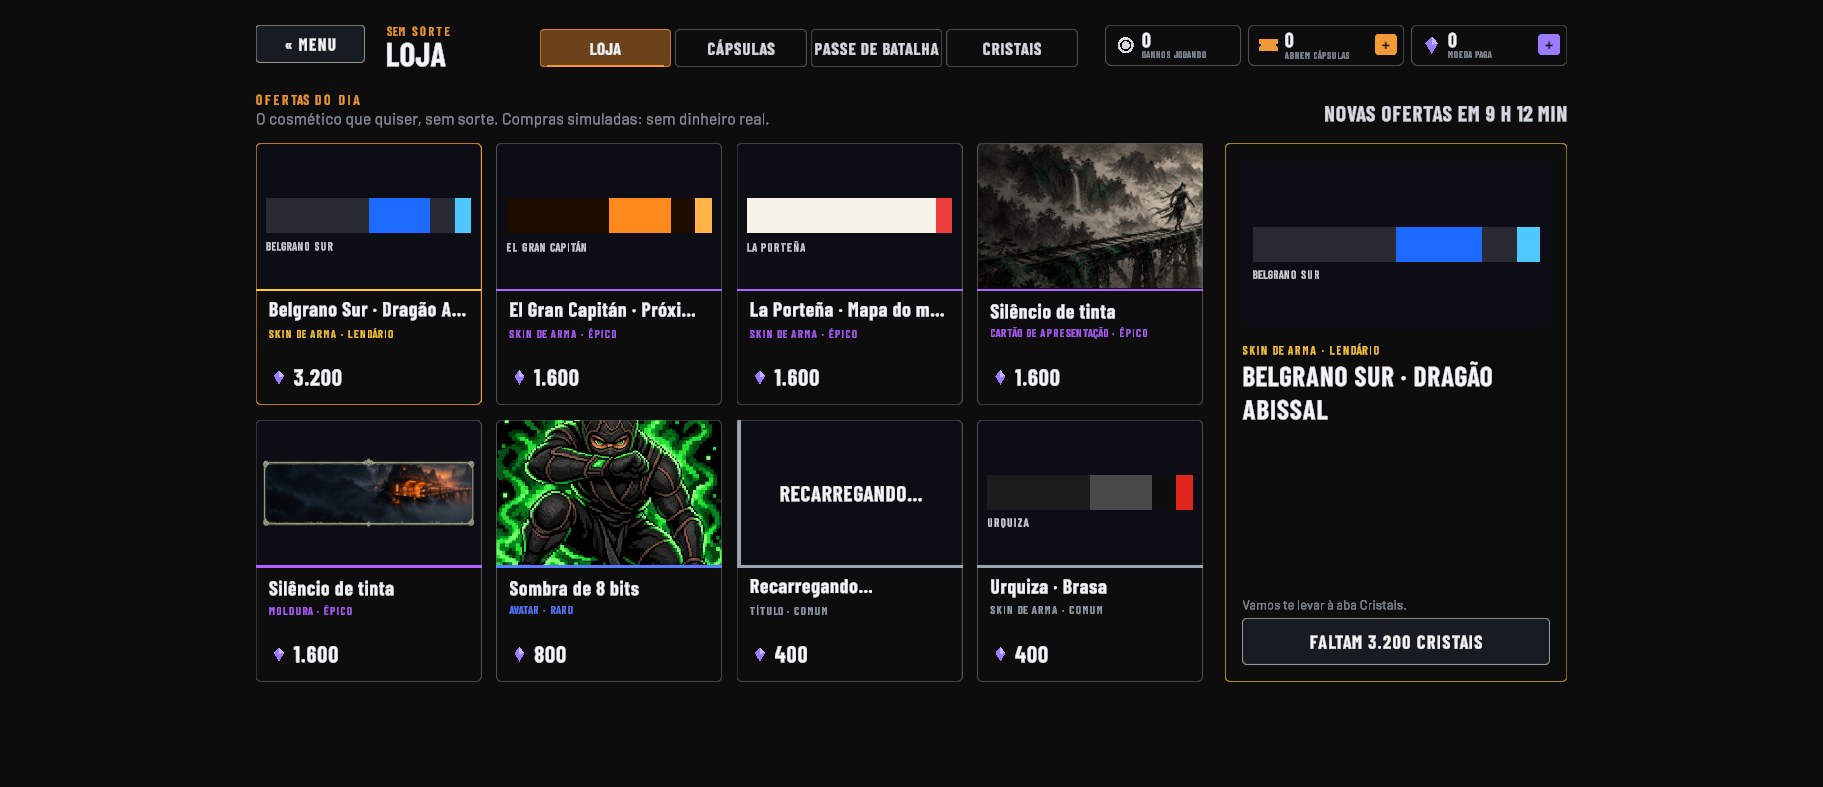 « MENU
SEM SORTE
LOJA
LOJA
CÁPSULAS
PASSE DE BATALHA
CRISTAIS
0
GANHOS JOGANDO
0
ABREM CÁPSULAS
+
0
MOEDA PAGA
+
OFERTAS DO DIA
O cosmético que quiser, sem sorte. Compras simuladas: sem dinheiro real.
NOVAS OFERTAS EM 9 H 12 MIN
BELGRANO SUR
Belgrano Sur · Dragão A...
SKIN DE ARMA · LENDÁRIO
3.200
EL GRAN CAPITÁN
El Gran Capitán · Próxi...
SKIN DE ARMA · ÉPICO
1.600
LA PORTEÑA
La Porteña · Mapa do m...
SKIN DE ARMA · ÉPICO
1.600
Silêncio de tinta
CARTÃO DE APRESENTAÇÃO · ÉPICO
1.600
Silêncio de tinta
MOLDURA · ÉPICO
1.600
Sombra de 8 bits
AVATAR · RARO
800
RECARREGANDO...
Recarregando...
TÍTULO · COMUM
400
URQUIZA
Urquiza · Brasa
SKIN DE ARMA · COMUM
400
BELGRANO SUR
SKIN DE ARMA · LENDÁRIO
BELGRANO SUR · DRAGÃO
ABISSAL
Vamos te levar à aba Cristais.
FALTAM 3.200 CRISTAIS